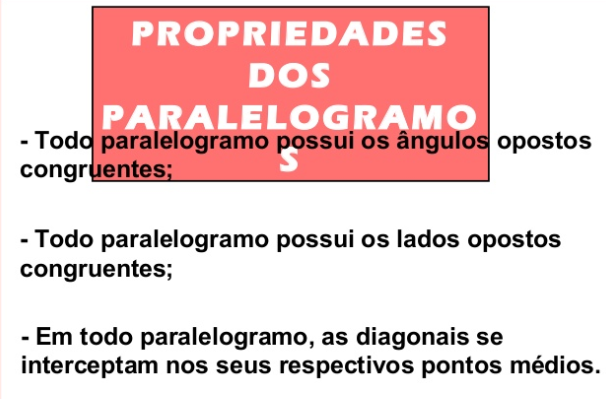 PROPRIEDADES
DOS
PARALELOGRAMO
S
- Todo paralelogramo possui os ângulos opostos
congruentes;
- Todo paralelogramo possui os lados opostos
congruentes;
- Em todo paralelogramo, as diagonais se
interceptam nos seus respectivos pontos médios.